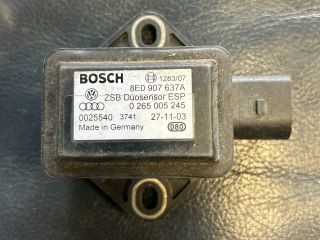 BOSCH 1283/07
8E0 907 637A
ZSB Duosensor ESP
0 265 005 245
0025540 3741 27-11-03
Made in Germany 080